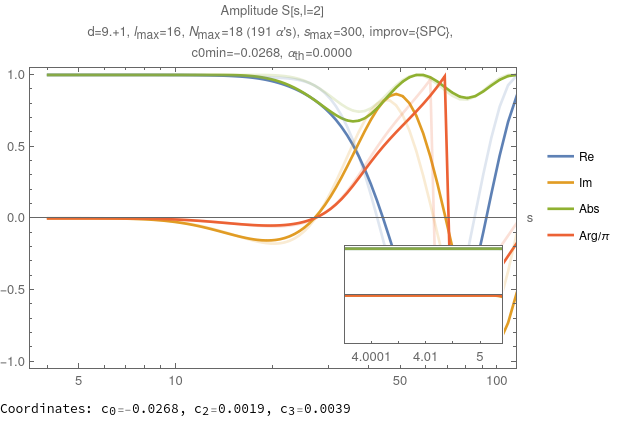 Amplitude S[s,l=2]
d=9.+1, lmax=16, Nmax=18 (191 α's), smax=300, improv={SPC},
c0min=−0.0268, αth=0.0000
1.0
0.5
0.0
−0.5
−1.0
5
10
50
100
s
4.0001
4.01
5
Re
Im
Abs
Arg/π
Coordinates: c0=−0.0268, c2=0.0019, c3=0.0039